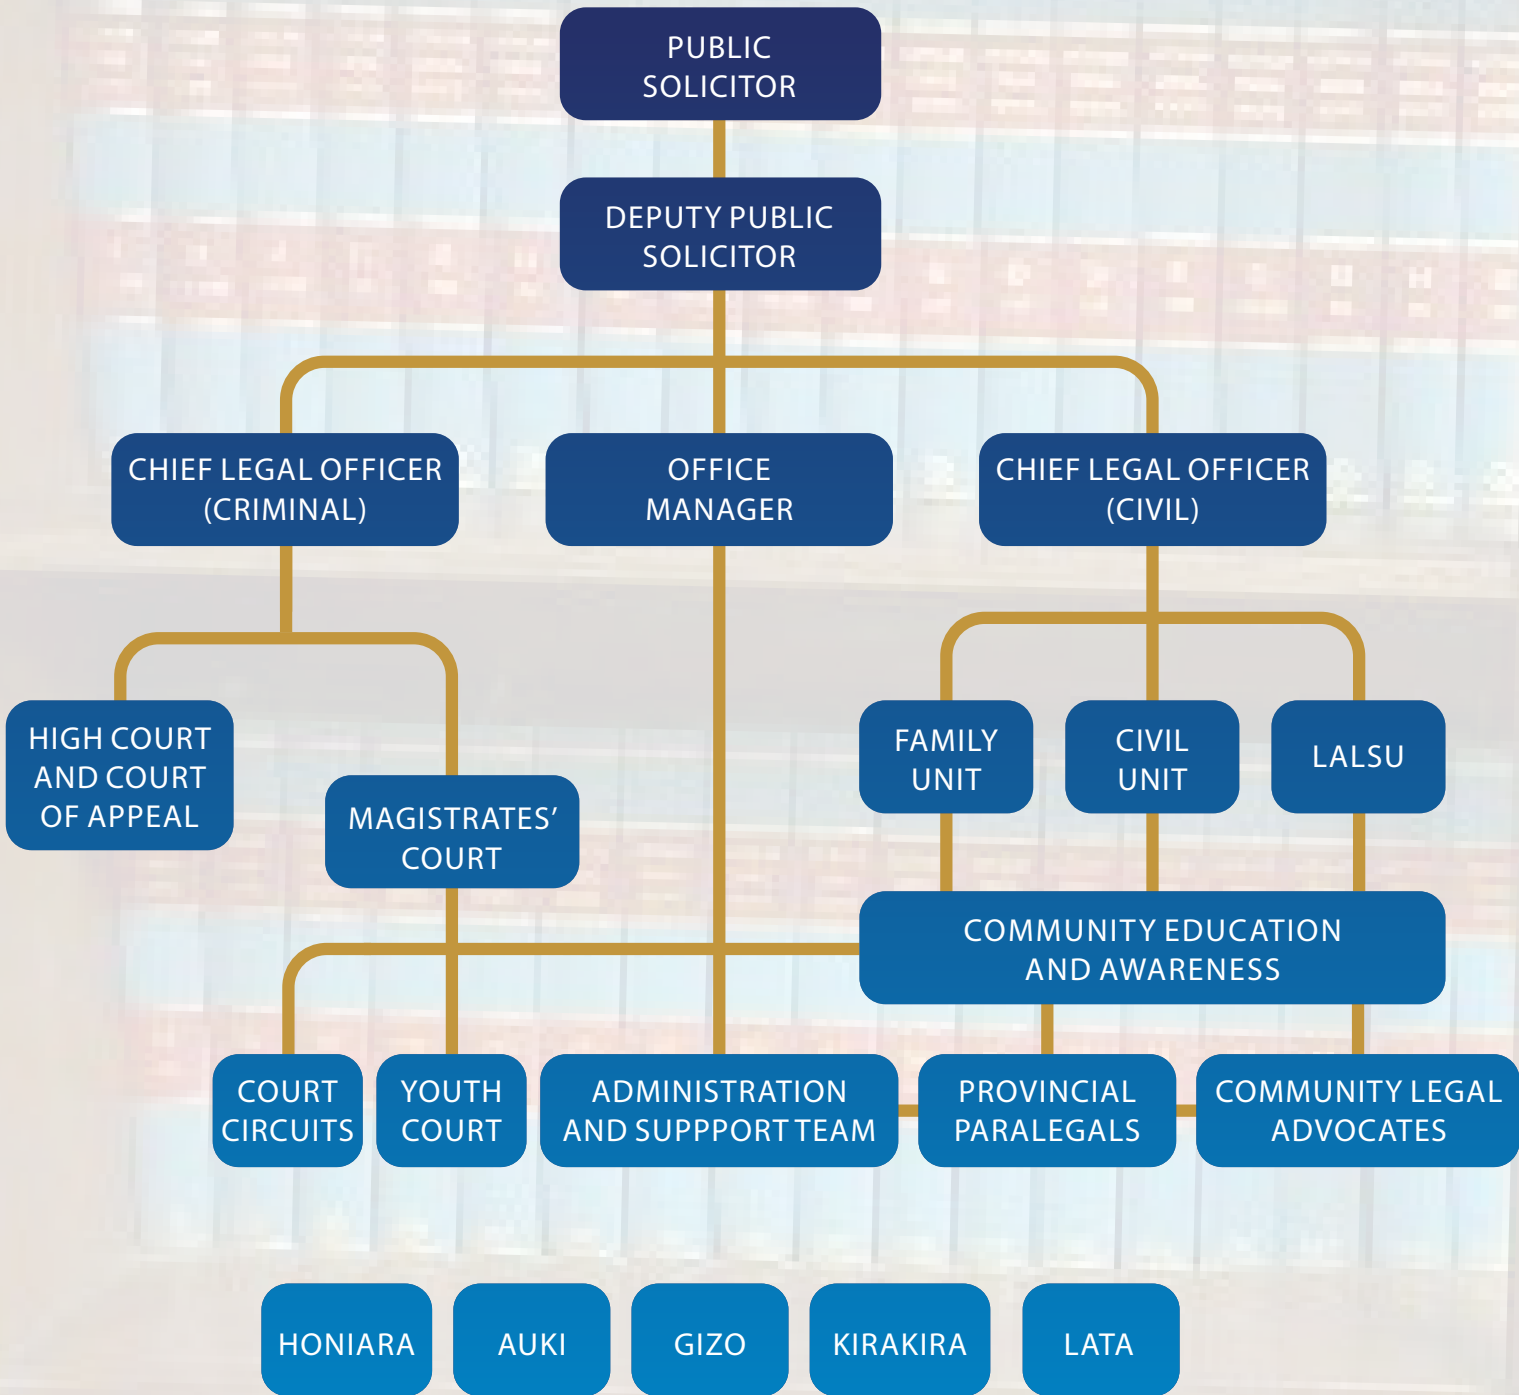 PUBLIC
SOLICITOR
DEPUTY PUBLIC
SOLICITOR
CHIEF LEGAL OFFICER
(CRIMINAL)
OFFICE
MANAGER
CHIEF LEGAL OFFICER
(CIVIL)
HIGH COURT
AND COURT
OF APPEAL
MAGISTRATES’
COURT
FAMILY
UNIT
CIVIL
UNIT
LALSU
COMMUNITY EDUCATION
AND AWARENESS
COURT
CIRCUITS
YOUTH
COURT
ADMINISTRATION
AND SUPPPORT TEAM
PROVINCIAL
PARALEGALS
COMMUNITY LEGAL
ADVOCATES
HONIARA
AUKI
GIZO
KIRAKIRA
LATA